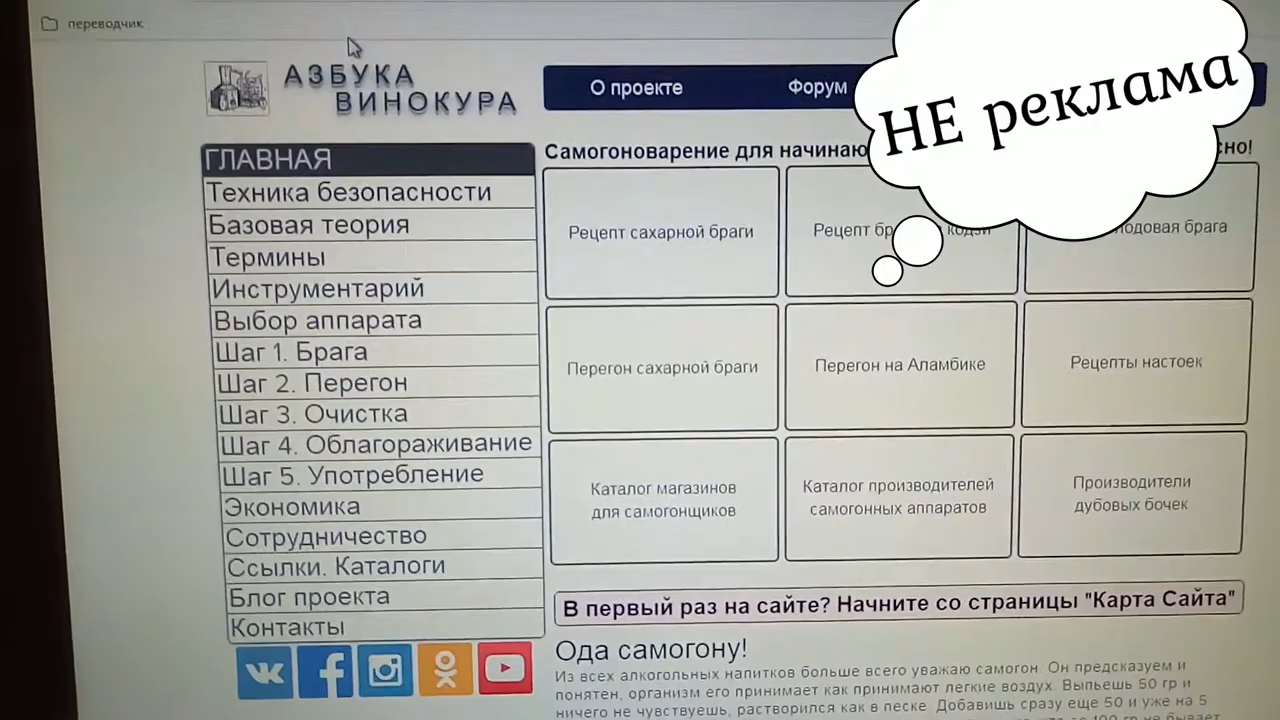 переводчик
АЗБУКА
ВИНОКУРА
О проекте
Форум
НЕ реклама
ГЛАВНАЯ
Техника безопасности
Базовая теория
Термины
Инструментарий
Выбор аппарата
Шаг 1. Брага
Шаг 2. Перегон
Шаг 3. Очистка
Шаг 4. Облагораживание
Шаг 5. Употребление
Экономика
Сотрудничество
Ссылки. Каталоги
Блог проекта
Контакты
Самогоноварение для
Рецепт сахарной браги
Рецепт
брага
Перегон сахарной браги
Перегон на Аламбике
Рецепты настоек
Каталог магазинов
для самогонщиков
Каталог производителей
самогонных аппаратов
Производители
дубовых бочек
В первый раз на сайте? Начните со страницы "Карта Сайта"
Ода самогону!
Из всех алкогольных напитков больше всего уважаю самогон. Он предсказуем и
понятен, организм его принимает как принимают легкие воздух. Выпьешь 50 гр и
ничего не чувствуешь, растворился как в песке. Добавишь сразу еще 50 и уже на 5